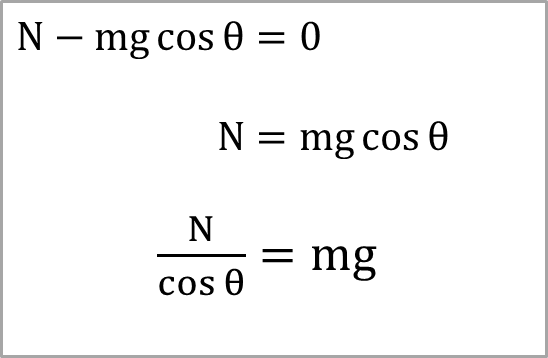 N − mg cos θ = 0
N = mg cos θ
N/cos θ = mg